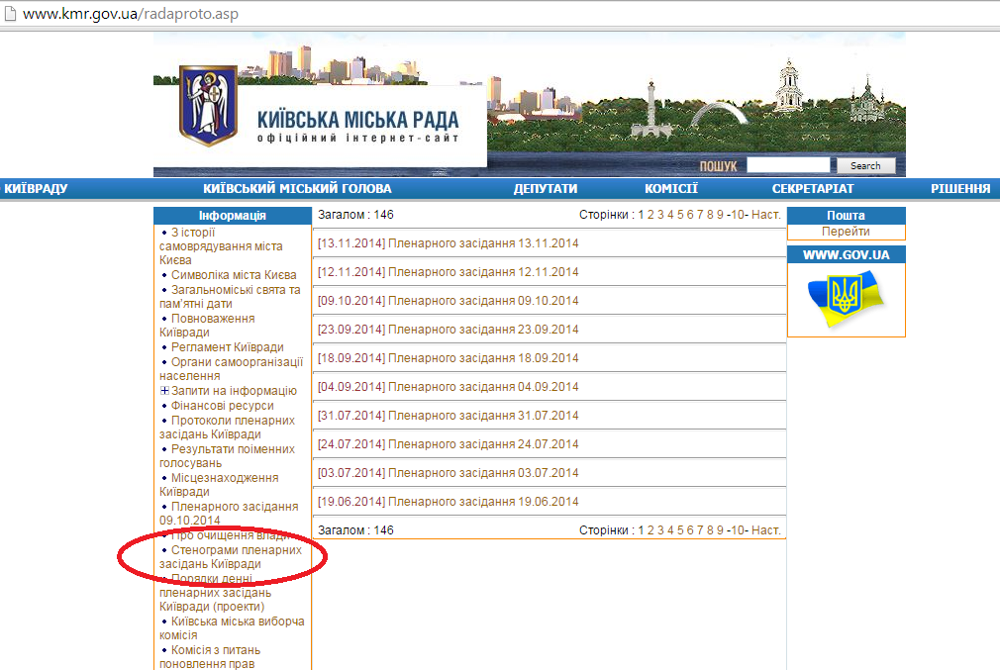 www.kmr.gov.ua/radaproto.asp
КИЇВСЬКА МІСЬКА РАДА
офіційний інтернет-сайт
ПОШУК Search
КИЇВРАДУ КИЇВСЬКИЙ МІСЬКИЙ ГОЛОВА ДЕПУТАТИ КОМІСІЇ СЕКРЕТАРІАТ РІШЕННЯ
Інформація
З історії
самоврядування міста
Києва
Символіка міста Києва
Загальноміські свята та
пам'ятні дати
Повноваження
Київради
Регламент Київради
Органи самоорганізації
населення
Запити на інформацію
Фінансові ресурси
Протоколи пленарних
засідань Київради
Результати поіменних
голосувань
Місцезнаходження
Київради
Пленарного засідання
09.10.2014
Про очищення влади
Стенограми пленарних
засідань Київради
Порядки денні
пленарних засідань
Київради (проекти)
Київська міська виборча
комісія
Комісія з питань
поновлення прав
Загалом : 146 Сторінки : 1 2 3 4 5 6 7 8 9 -10- Наст.
[13.11.2014] Пленарного засідання 13.11.2014
[12.11.2014] Пленарного засідання 12.11.2014
[09.10.2014] Пленарного засідання 09.10.2014
[23.09.2014] Пленарного засідання 23.09.2014
[18.09.2014] Пленарного засідання 18.09.2014
[04.09.2014] Пленарного засідання 04.09.2014
[31.07.2014] Пленарного засідання 31.07.2014
[24.07.2014] Пленарного засідання 24.07.2014
[03.07.2014] Пленарного засідання 03.07.2014
[19.06.2014] Пленарного засідання 19.06.2014
Загалом : 146 Сторінки : 1 2 3 4 5 6 7 8 9 -10- Наст.
Пошта
Перейти
WWW.GOV.UA